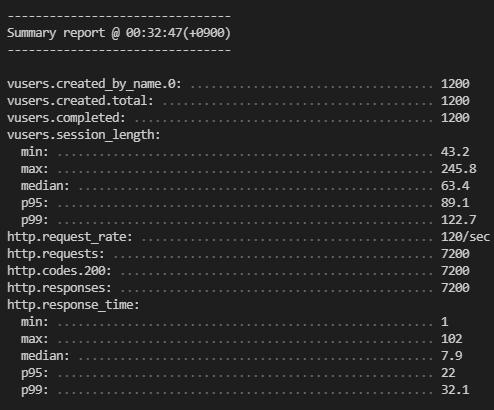 --------------------------------
Summary report @ 00:32:47(+0900)
--------------------------------
vusers.created_by_name.0: ................................... 1200
vusers.created.total: ....................................... 1200
vusers.completed: ........................................... 1200
vusers.session_length:
  min: ...................................................... 43.2
  max: ...................................................... 245.8
  median: ................................................... 63.4
  p95: ...................................................... 89.1
  p99: ...................................................... 122.7
http.request_rate: .......................................... 120/sec
http.requests: .............................................. 7200
http.codes.200: ............................................. 7200
http.responses: ............................................. 7200
http.response_time:
  min: ...................................................... 1
  max: ...................................................... 102
  median: ................................................... 7.9
  p95: ...................................................... 22
  p99: ...................................................... 32.1